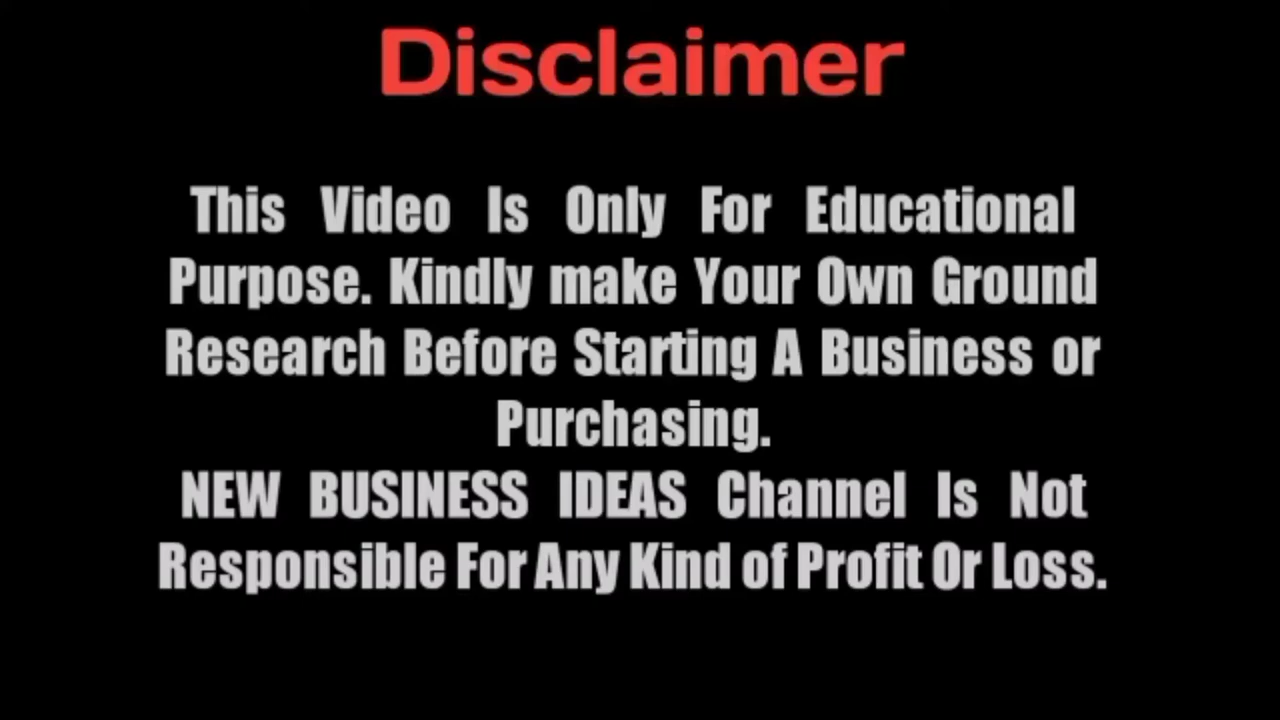 Disclaimer
This Video Is Only For Educational
Purpose. Kindly make Your Own Ground
Research Before Starting A Business or
Purchasing.
NEW BUSINESS IDEAS Channel Is Not
Responsible For Any Kind of Profit Or Loss.